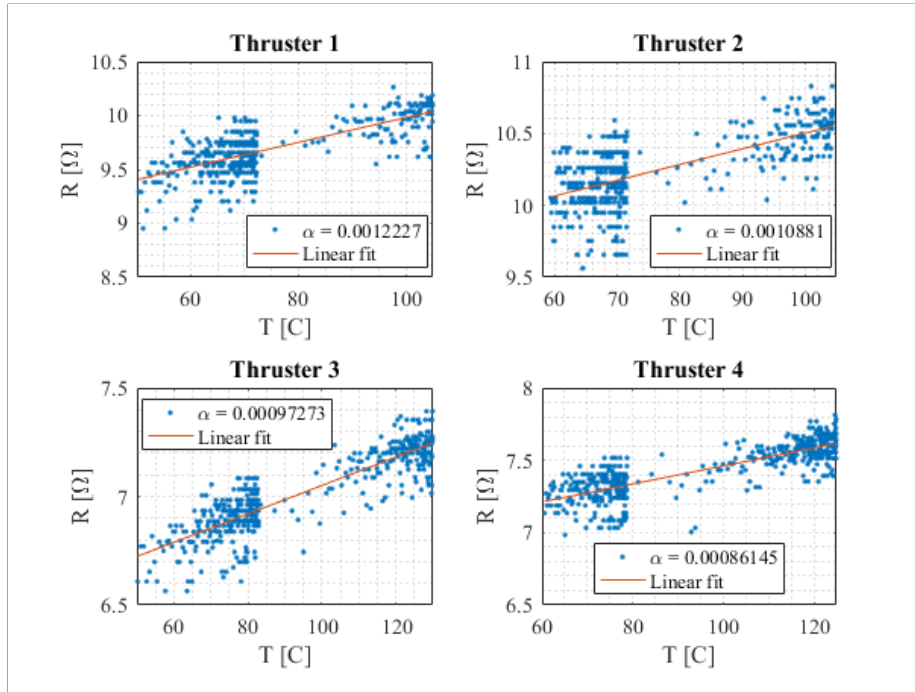 Thruster 1
10.5
10
9.5
9
8.5
R [Ω]
α = 0.0012227
Linear fit
60
80
100
T [C]
Thruster 2
11
10.5
10
9.5
R [Ω]
α = 0.0010881
Linear fit
60
70
80
90
100
T [C]
Thruster 3
7.5
7
6.5
R [Ω]
α = 0.00097273
Linear fit
60
80
100
120
T [C]
Thruster 4
8
7.5
7
6.5
R [Ω]
α = 0.00086145
Linear fit
60
80
100
120
T [C]